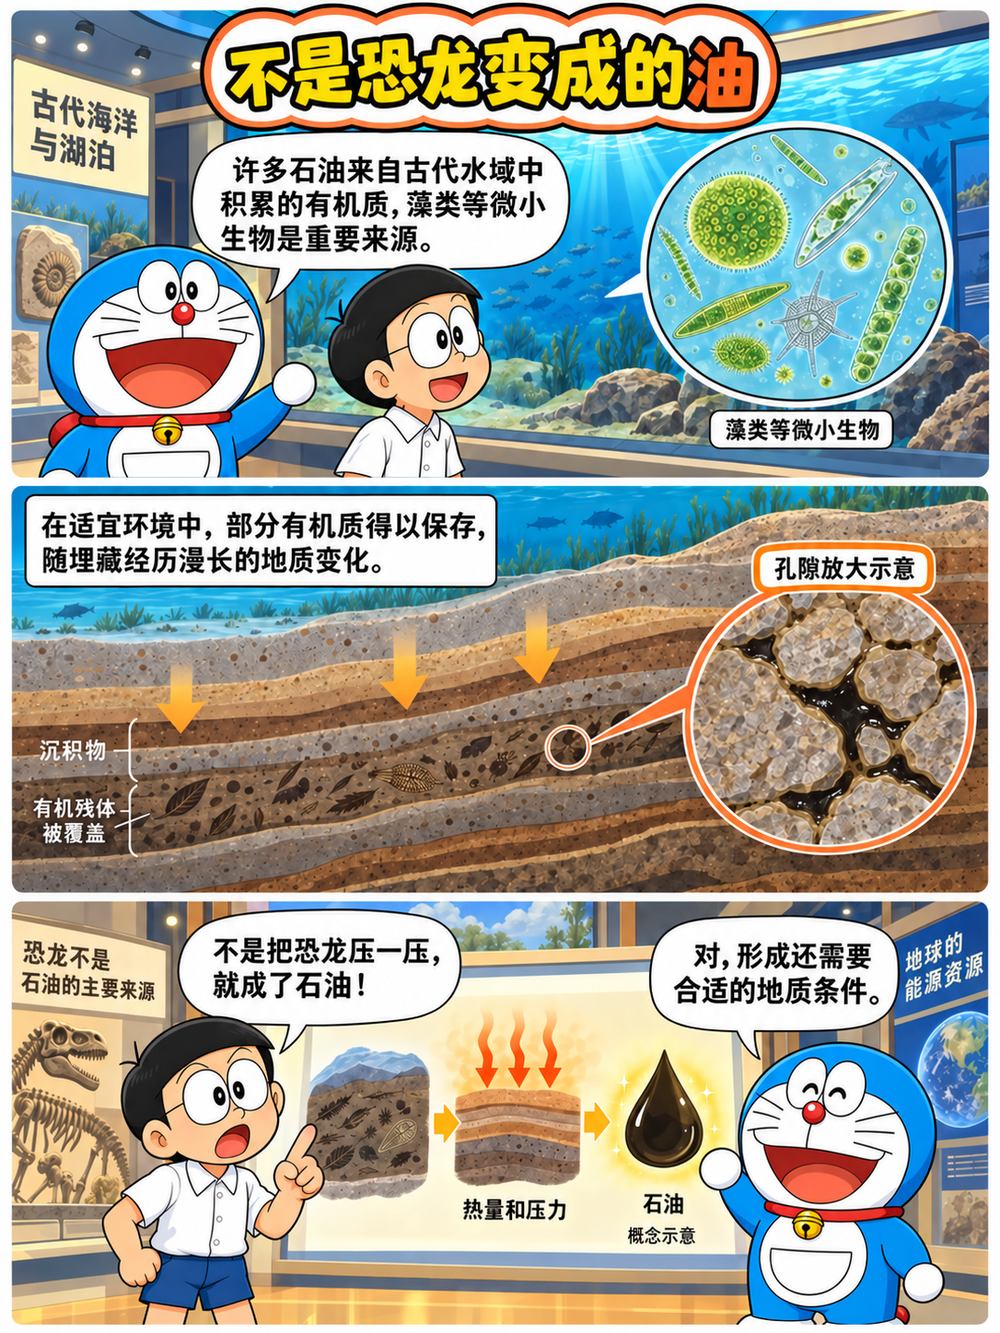 不是恐龙变成的油
古代海洋
与湖泊
许多石油来自古代水域中
积累的有机质，藻类等微小
生物是重要来源。
藻类等微小生物
在适宜环境中，部分有机质得以保存，
随埋藏经历漫长的地质变化。
孔隙放大示意
沉积物
有机残体
被覆盖
恐龙不是
石油的主要来源
不是把恐龙压一压，
就成了石油！
对，形成还需要
合适的地质条件。
地球的
能源资源
热量和压力
石油
概念示意